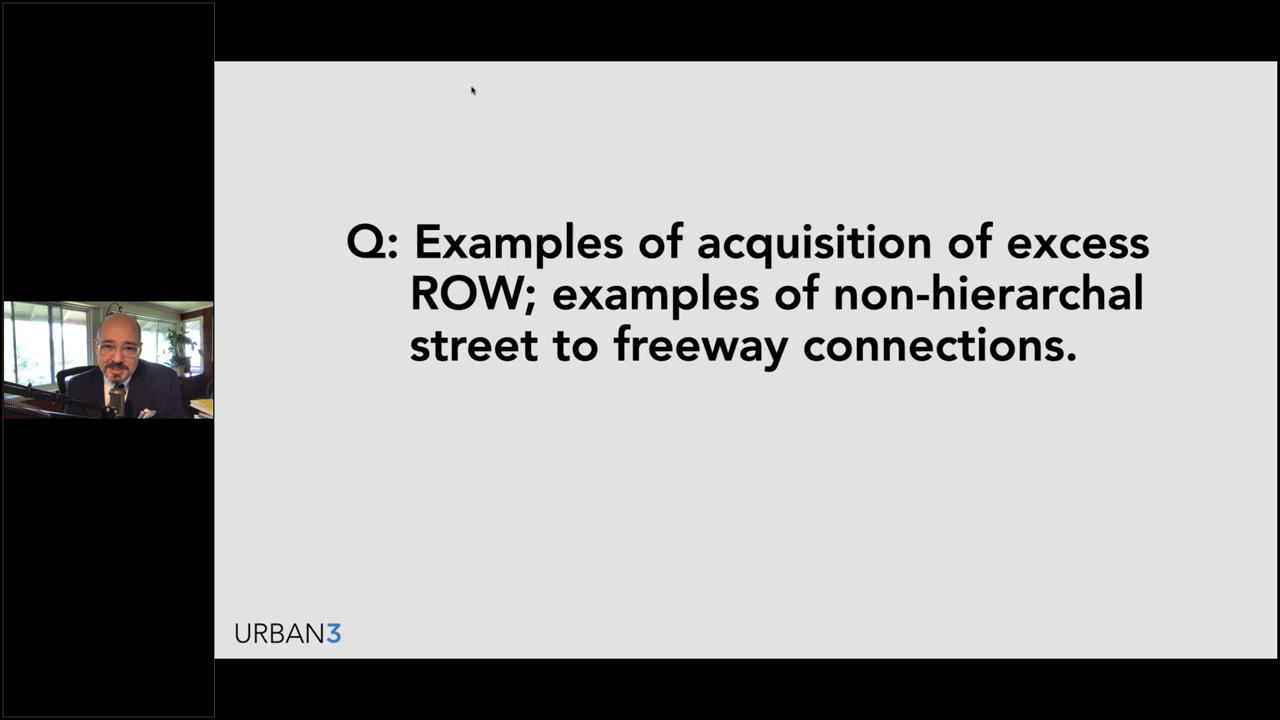 Q: Examples of acquisition of excess
ROW; examples of non-hierarchal
street to freeway connections.
URBAN3